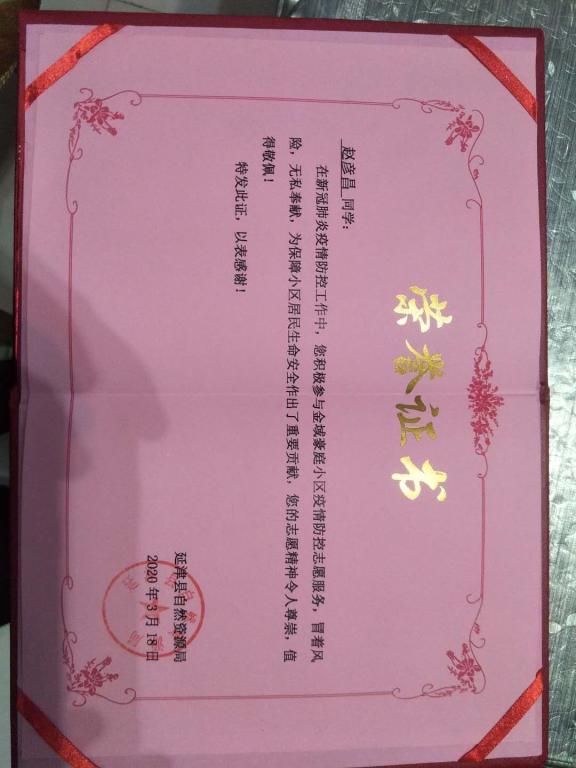 荣誉证书
赵彦昌 同学：
在新冠肺炎疫情防控工作中，您积极参与金域豪庭小区疫情防控志愿服务，冒着风
险，无私奉献，为保障小区居民生命安全作出了重要贡献，您的志愿精神令人尊崇，值
得敬佩！
特发此证，以表感谢！
延津县自然资源局
2020年3月18日